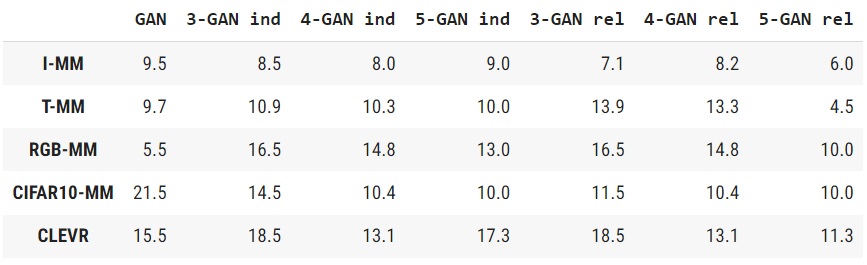 GAN 3-GAN ind 4-GAN ind 5-GAN ind 3-GAN rel 4-GAN rel 5-GAN rel
I-MM 9.5 8.5 8.0 9.0 7.1 8.2 6.0
T-MM 9.7 10.9 10.3 10.0 13.9 13.3 4.5
RGB-MM 5.5 16.5 14.8 13.0 16.5 14.8 10.0
CIFAR10-MM 21.5 14.5 10.4 10.0 11.5 10.4 10.0
CLEVR 15.5 18.5 13.1 17.3 18.5 13.1 11.3